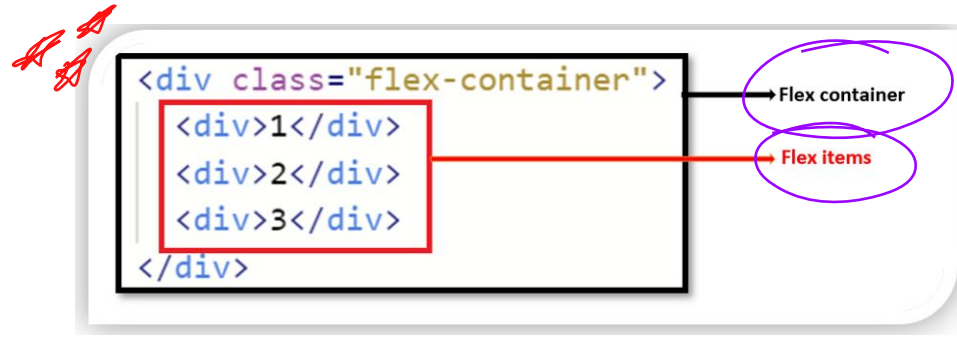 <div class="flex-container">
Flex container
<div>1</div>
Flex items
<div>2</div>
<div>3</div>
</div>